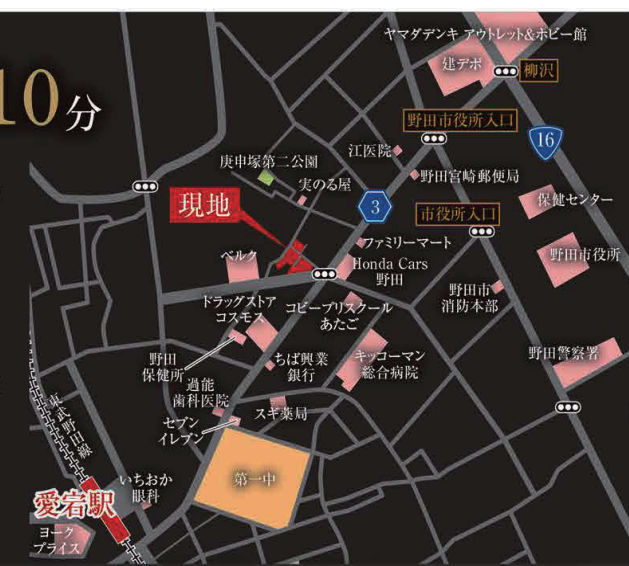 ヤマダデンキ アウトレット&ホビー館
建デポ
柳沢
10分
野田市役所入口
16
江医院
庚申塚第二公園
野田宮崎郵便局
実のる屋
保健センター
現地
3
市役所入口
ファミリーマート
野田市役所
ベルク
Honda Cars
野田
野田市
消防本部
ドラッグストア
コスモス
コビープリスクール
あたご
野田
保健所
ちば興業
銀行
キッコーマン
総合病院
野田警察署
過能
歯科医院
スギ薬局
セブン
イレブン
東武野田線
第一中
いちおか
眼科
愛宕駅
ヨーク
プライス